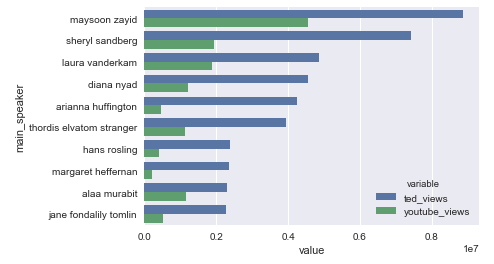 maysoon zayid
sheryl sandberg
laura vanderkam
diana nyad
arianna huffington
thordis elvatom stranger
hans rosling
margaret heffernan
alaa murabit
jane fondalily tomlin
main_speaker
variable
ted_views
youtube_views
0.0 0.2 0.4 0.6 0.8
1e7
value